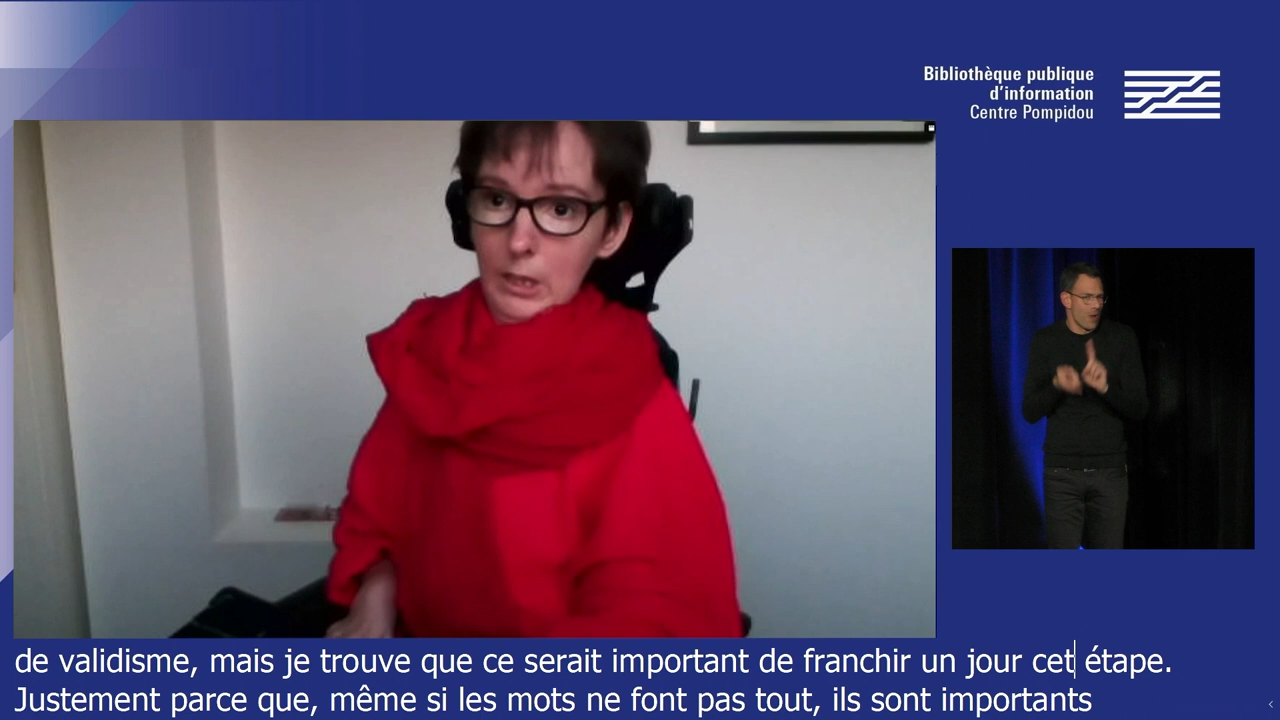 Bibliothèque publique
d'information
Centre Pompidou
de validisme, mais je trouve que ce serait important de franchir un jour cet étape.
Justement parce que, même si les mots ne font pas tout, ils sont importants